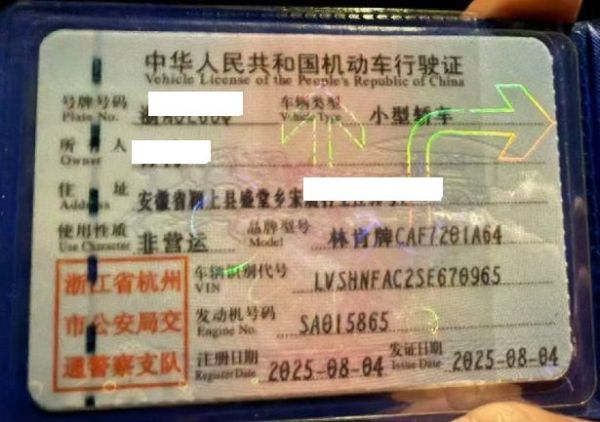 中华人民共和国机动车行驶证
Vehicle License of the People's Republic of China
号牌号码 车辆类型 小型轿车
Plate No. Vehicle Type
所有人
Owner
住址 安徽省颍上县盛堂乡宋
Address
使用性质 非营运 品牌型号 林肯牌CAF7201A64
Use Character Model
浙江省杭州
市公安局交
通警察支队
车辆识别代号 LVSHNFAC2SE670965
VIN
发动机号码 SA015865
Engine No.
注册日期 2025-08-04 发证日期 2025-08-04
Register Date Issue Date